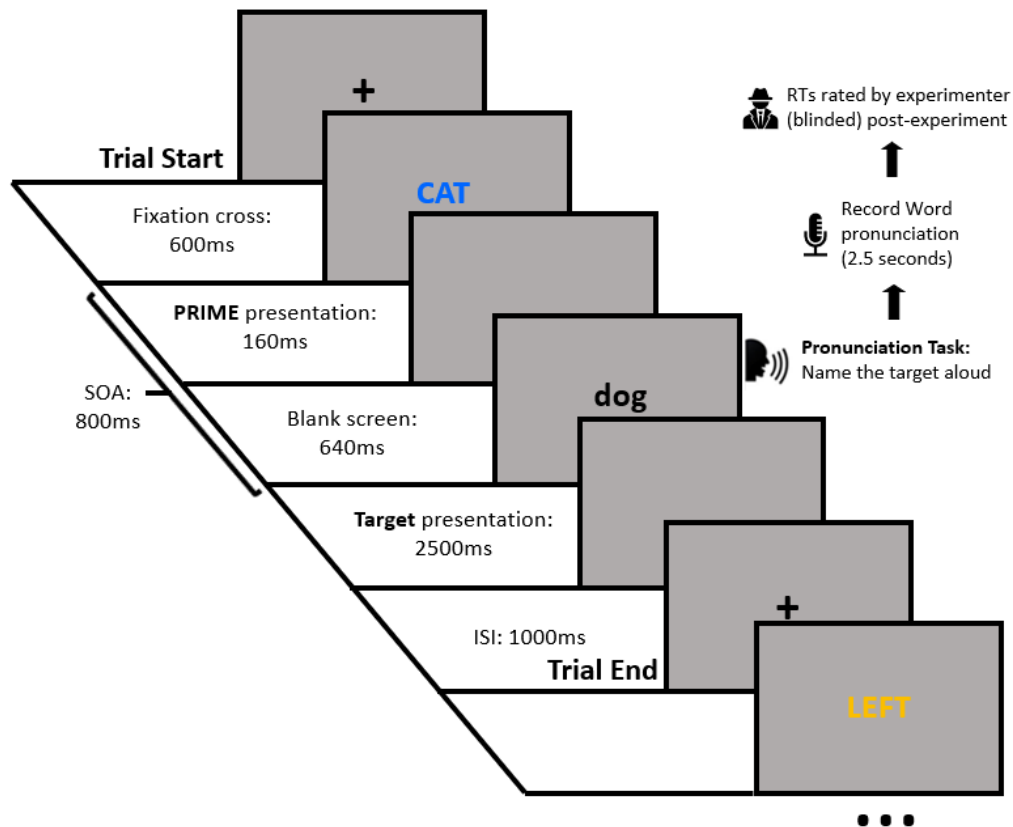 +
RTs rated by experimenter
(blinded) post-experiment
Trial Start
CAT
Fixation cross:
600ms
Record Word
pronunciation
(2.5 seconds)
PRIME presentation:
160ms
Pronunciation Task:
Name the target aloud
SOA:
800ms
dog
Blank screen:
640ms
Target presentation:
2500ms
+
ISI: 1000ms
Trial End
LEFT
...